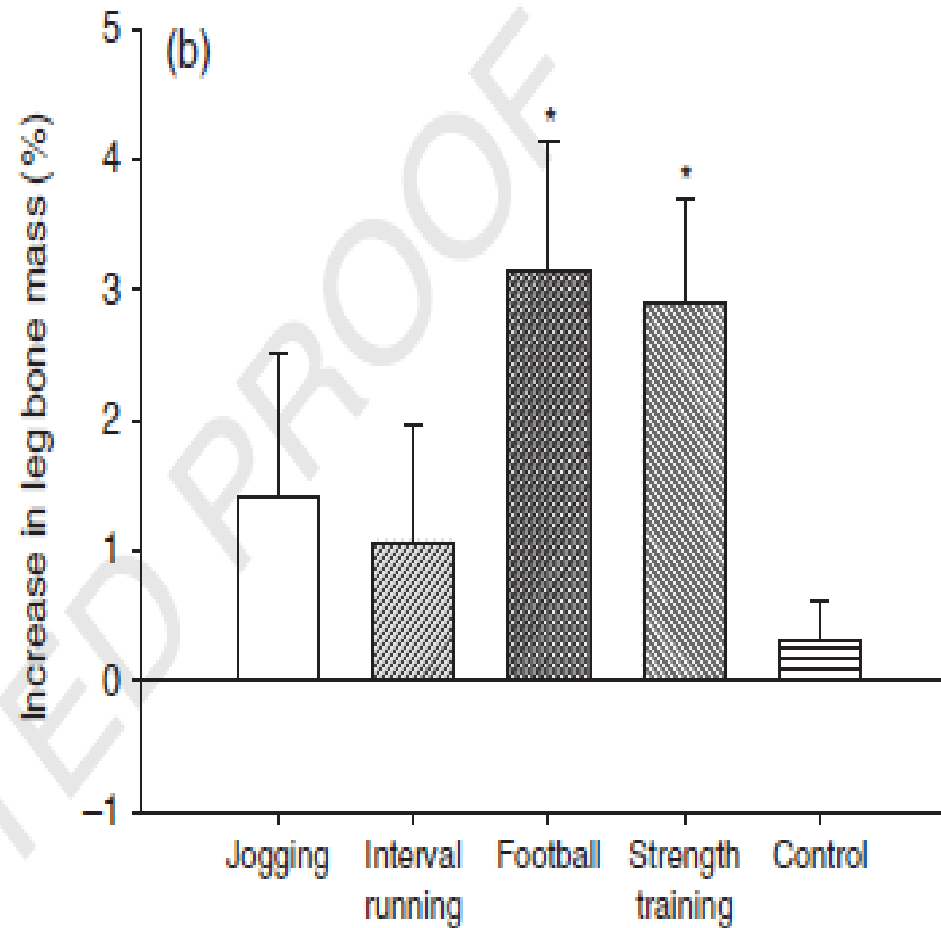 (b)
Increase in leg bone mass (%)
5
4
3
2
1
0
–1
*
*
Jogging
Interval
running
Football
Strength
training
Control
TED PROOF